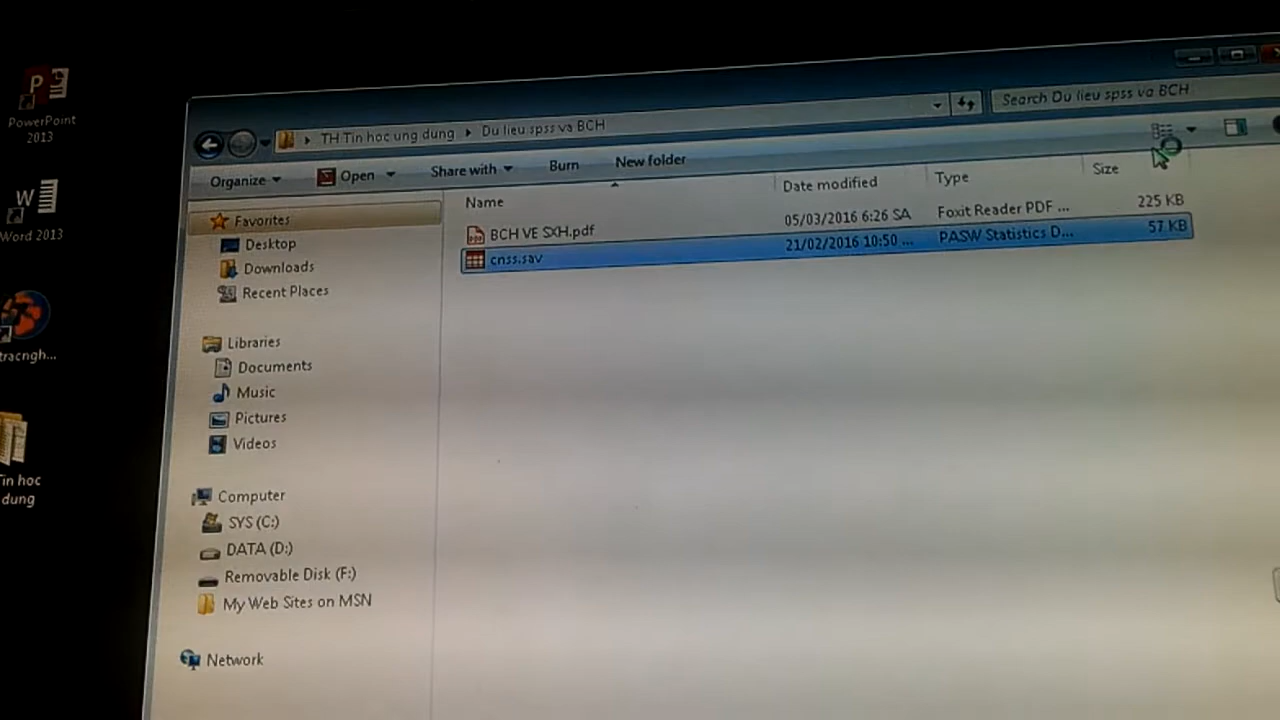 PowerPoint
2013
Word 2013
tracngh...
Tin hoc
dung
TH Tin hoc ung dung
Du lieu spss va BCH
Search Du lieu spss va BCH
Organize
Open
Share with
Burn
New folder
Name
Date modified
Type
Size
BCH VE SXH.pdf
05/03/2016 6:26 SA
Foxit Reader PDF ...
225 KB
cnss.sav
21/02/2016 10:50 ...
PASW Statistics D...
57 KB
Favorites
Desktop
Downloads
Recent Places
Libraries
Documents
Music
Pictures
Videos
Computer
SYS (C:)
DATA (D:)
Removable Disk (F:)
My Web Sites on MSN
Network